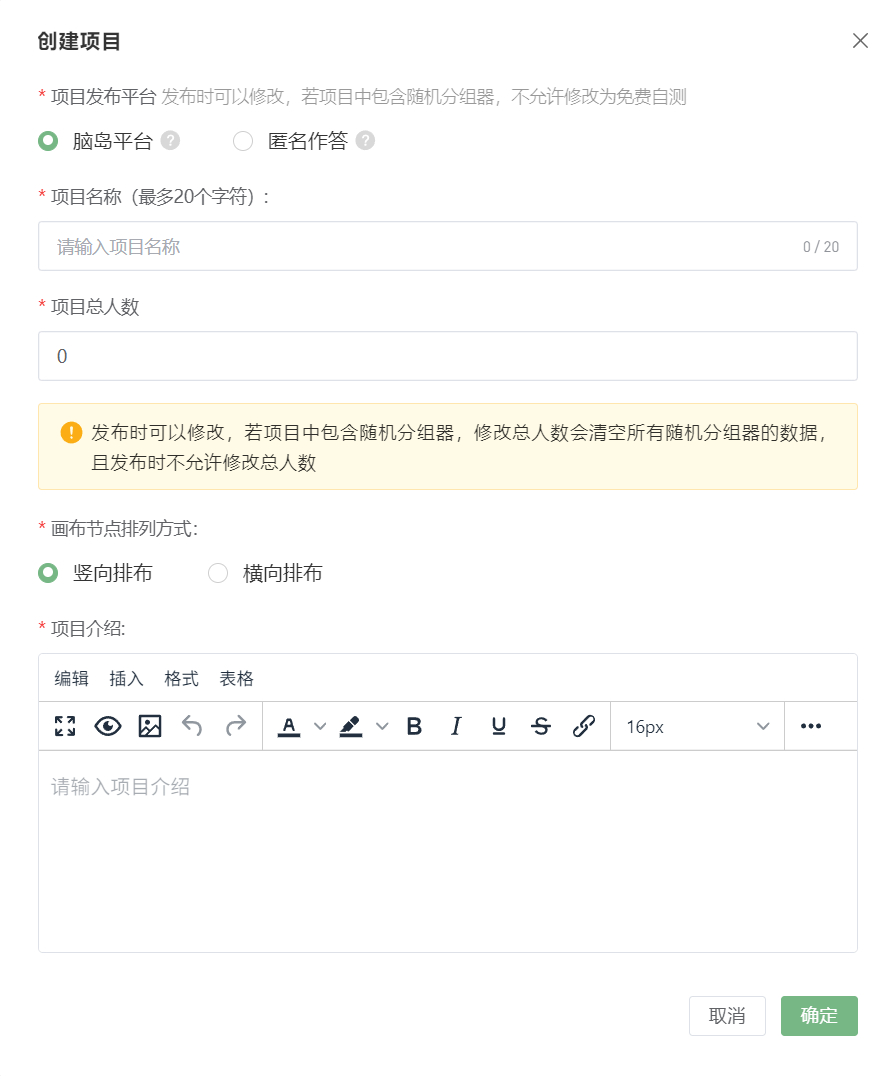 创建项目
* 项目发布平台 发布时可以修改，若项目中包含随机分组器，不允许修改为免费自测
脑岛平台 ? 匿名作答 ?
* 项目名称（最多20个字符）:
请输入项目名称 0 / 20
* 项目总人数
0
! 发布时可以修改，若项目中包含随机分组器，修改总人数会清空所有随机分组器的数据，
且发布时不允许修改总人数
* 画布节点排列方式:
竖向排布 横向排布
* 项目介绍:
编辑 插入 格式 表格
A B I U S 16px
请输入项目介绍
取消 确定